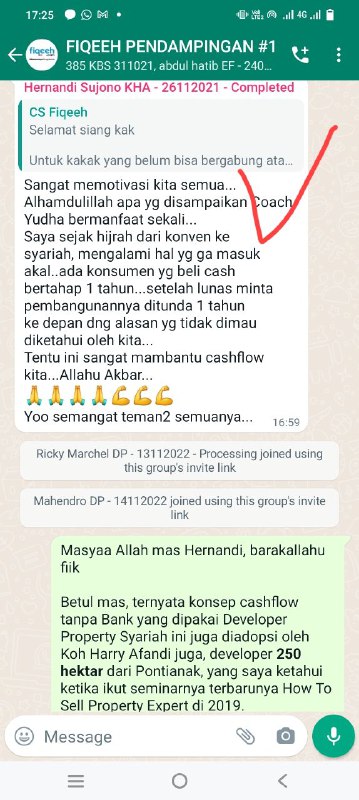 17:25
4G
4G
FIQEEH PENDAMPINGAN #1
385 KBS 311021, abdul hatib EF - 240...
fiqeeh
Hernandi Sujono KHA - 26112021 - Completed
CS Fiqeeh
Selamat siang kak
Untuk kakak yang belum bisa bergabung ata...
Sangat memotivasi kita semua...
Alhamdulillah apa yg disampaikan Coach
Yudha bermanfaat sekali...
Saya sejak hijrah dari konven ke
syariah, mengalami hal yg ga masuk
akal..ada konsumen yg beli cash
bertahap 1 tahun...setelah lunas minta
pembangunannya ditunda 1 tahun
ke depan dng alasan yg tidak dimau
diketahui oleh kita...
Tentu ini sangat mambantu cashflow
kita...Allahu Akbar...
🙏🙏🙏🙏💪💪💪
Yoo semangat teman2 semuanya...
16:59
Ricky Marchel DP - 13112022 - Processing joined using
this group's invite link
Mahendro DP - 14112022 joined using this group's invite
link
Masyaa Allah mas Hernandi, barakallahu
fiik
Betul mas, ternyata konsep cashflow
tanpa Bank yang dipakai Developer
Property Syariah ini juga diadopsi oleh
Koh Harry Afandi juga, developer 250
hektar dari Pontianak, yang saya ketahui
ketika ikut seminarnya terbarunya How To
Sell Property Expert di 2019.
Message